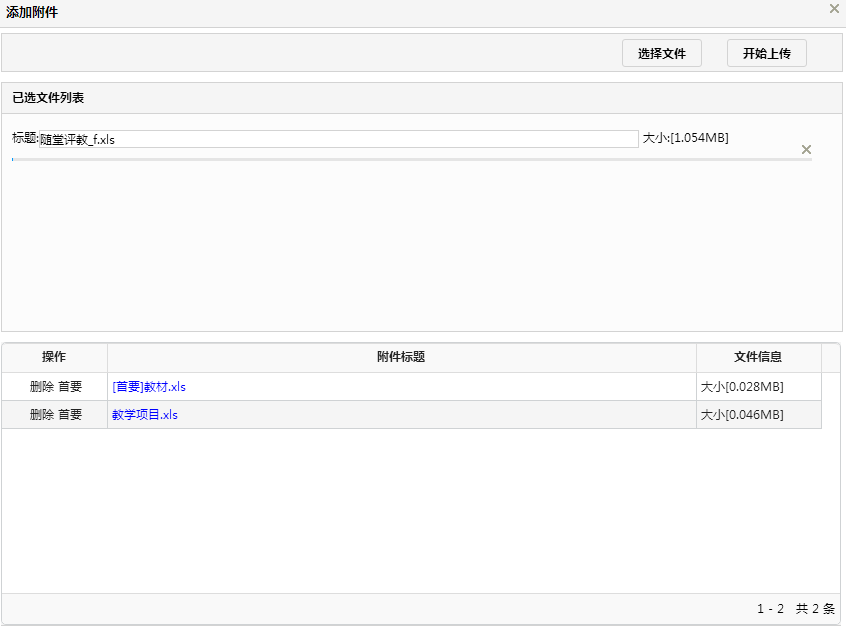 添加附件
选择文件 开始上传
已选文件列表
标题:随堂评教_f.xls 大小:[1.054MB]
操作 附件标题 文件信息
删除 首要 [首要]教材.xls 大小[0.028MB]
删除 首要 教学项目.xls 大小[0.046MB]
1 - 2 共 2 条